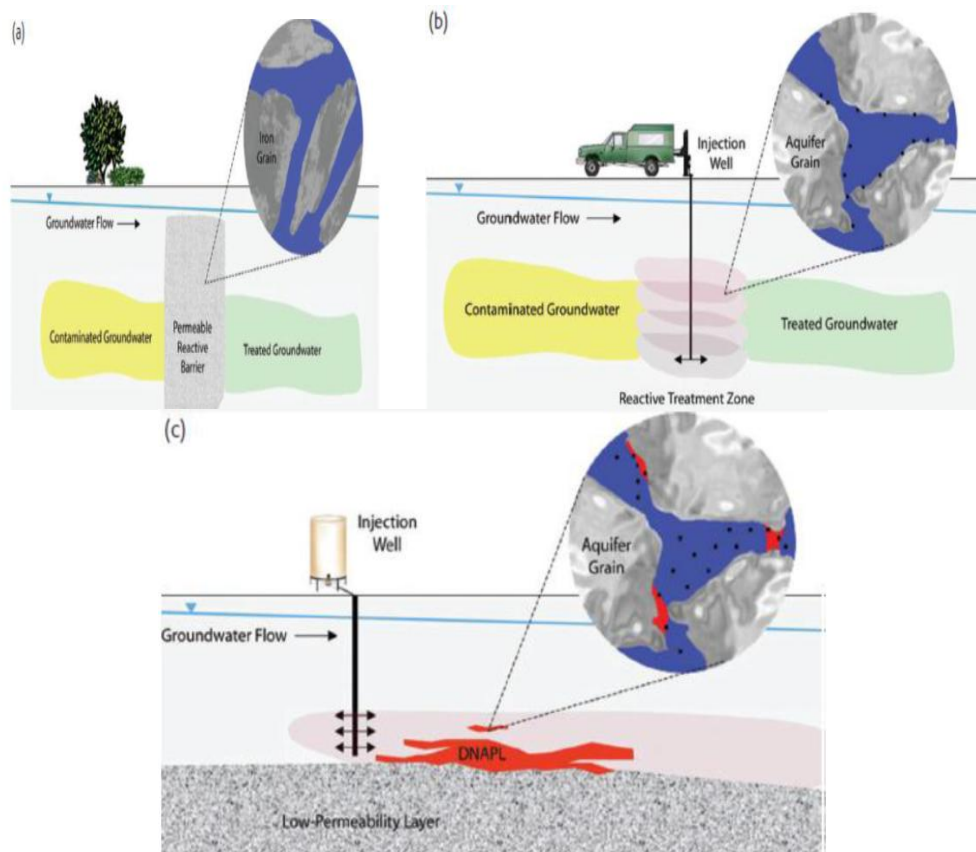 (a)
Iron
Grain
Groundwater Flow
Contaminated Groundwater
Permeable
Reactive
Barrier
Treated Groundwater
(b)
Injection
Well
Aquifer
Grain
Groundwater Flow
Contaminated Groundwater
Treated Groundwater
Reactive Treatment Zone
(c)
Injection
Well
Aquifer
Grain
Groundwater Flow
DNAPL
Low-Permeability Layer